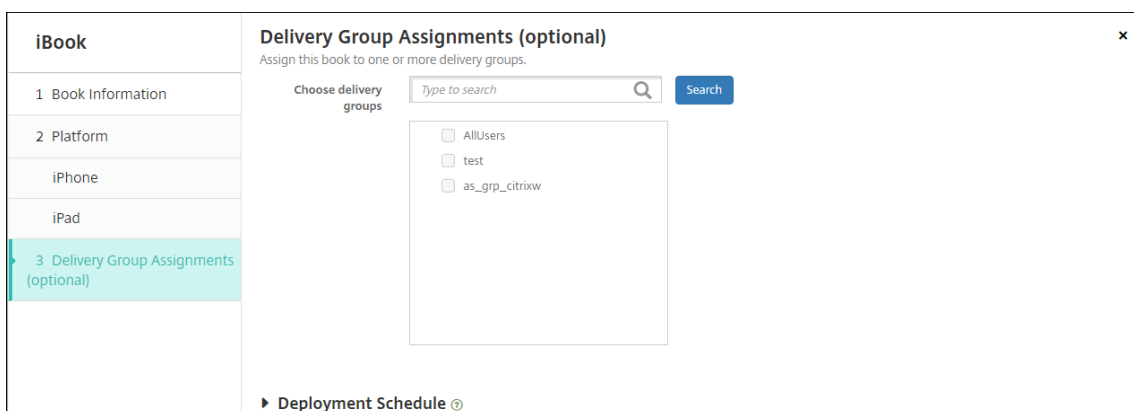 iBook
1 Book Information
2 Platform
iPhone
iPad
3 Delivery Group Assignments
(optional)
Delivery Group Assignments (optional)
Assign this book to one or more delivery groups.
Choose delivery
groups
Type to search
Search
AllUsers
test
as_grp_citrixw
Deployment Schedule ?